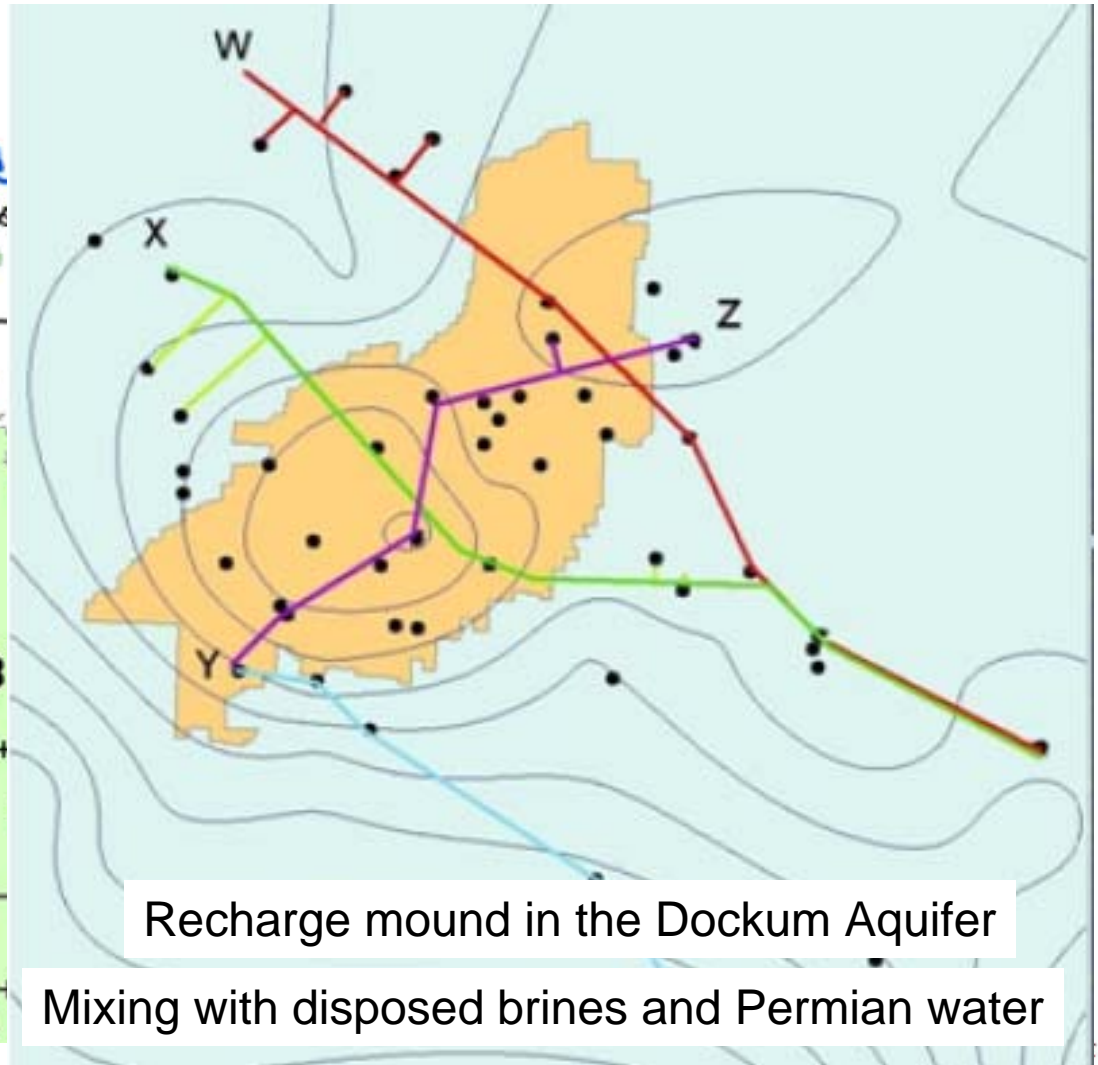 W
X
Z
Y
Recharge mound in the Dockum Aquifer
Mixing with disposed brines and Permian water